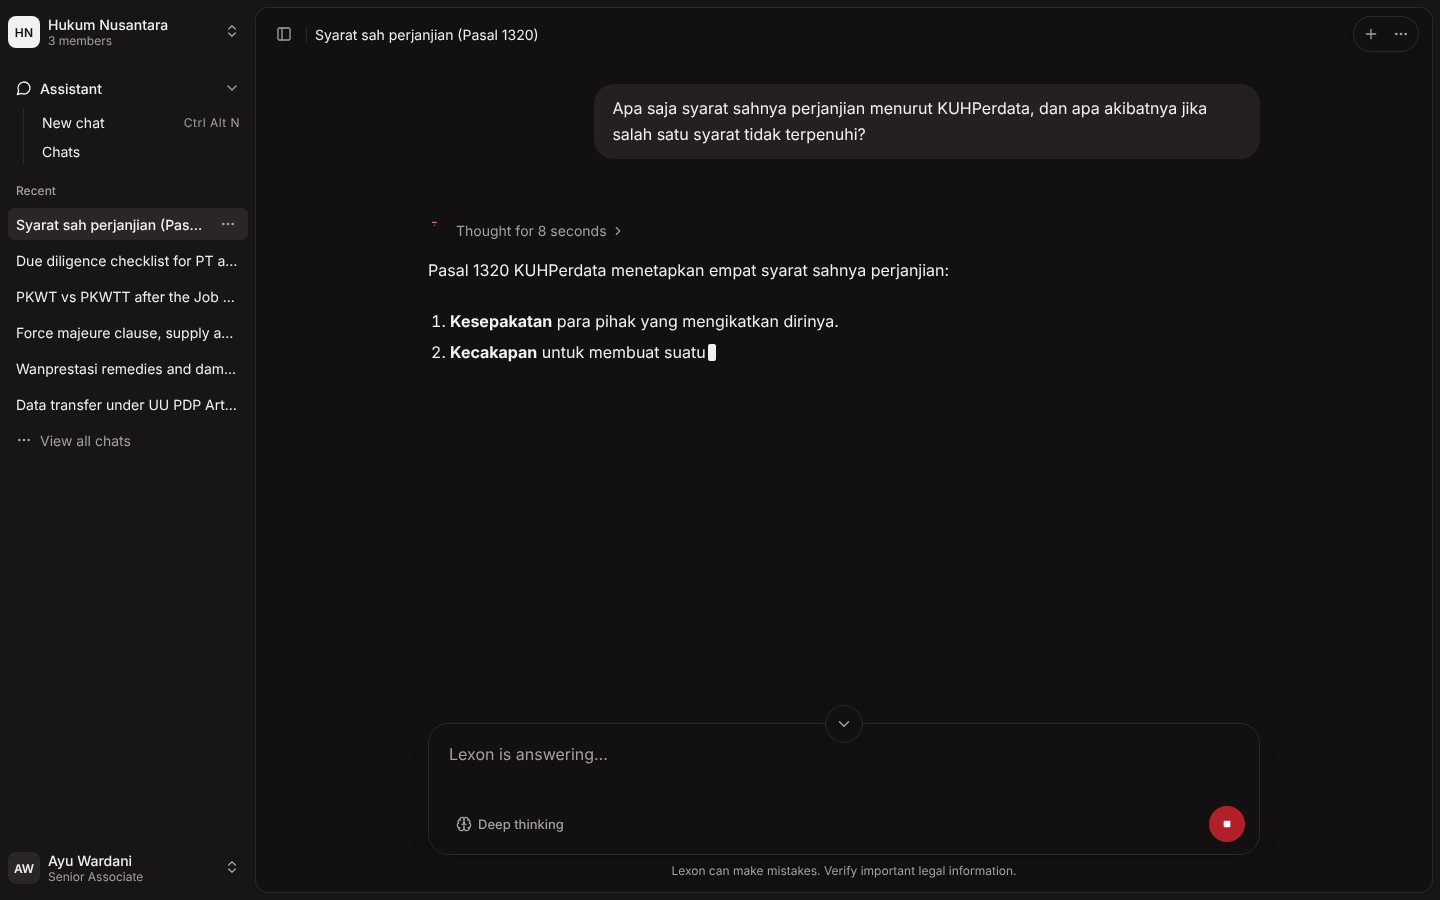 HN
Hukum Nusantara
3 members
Assistant
New chat
Ctrl Alt N
Chats
Recent
Syarat sah perjanjian (Pas...
Due diligence checklist for PT a...
PKWT vs PKWTT after the Job ...
Force majeure clause, supply a...
Wanprestasi remedies and dam...
Data transfer under UU PDP Art...
View all chats
AW
Ayu Wardani
Senior Associate
Syarat sah perjanjian (Pasal 1320)
Apa saja syarat sahnya perjanjian menurut KUHPerdata, dan apa akibatnya jika
salah satu syarat tidak terpenuhi?
Thought for 8 seconds
Pasal 1320 KUHPerdata menetapkan empat syarat sahnya perjanjian:
1. Kesepakatan para pihak yang mengikatkan dirinya.
2. Kecakapan untuk membuat suatu
Lexon is answering...
Deep thinking
Lexon can make mistakes. Verify important legal information.